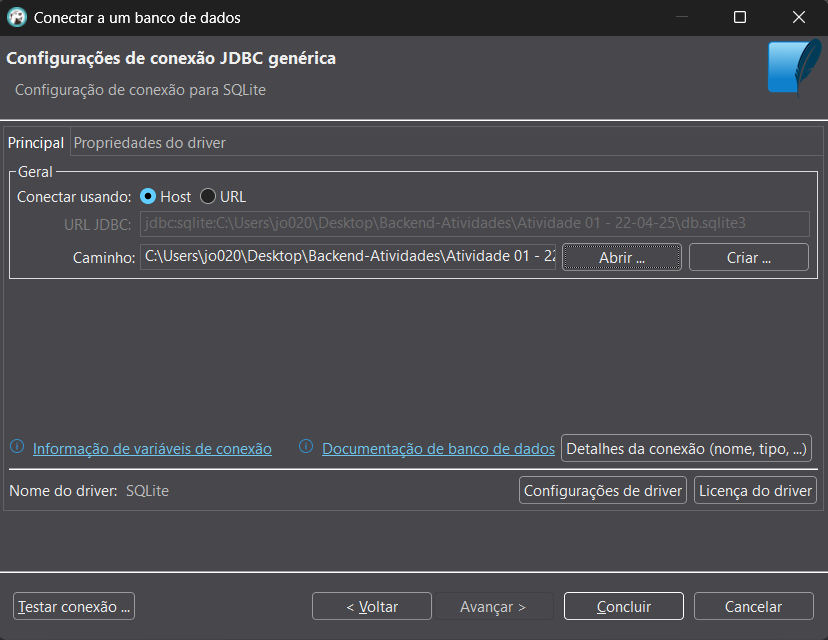 Conectar a um banco de dados
Configurações de conexão JDBC genérica
Configuração de conexão para SQLite
Principal Propriedades do driver
Geral
Conectar usando: Host URL
URL JDBC: jdbc:sqlite:C:\Users\jo020\Desktop\Backend-Atividades\Atividade 01 - 22-04-25\db.sqlite3
Caminho: C:\Users\jo020\Desktop\Backend-Atividades\Atividade 01 - 22 Abrir ... Criar ...
Informação de variáveis de conexão Documentação de banco de dados Detalhes da conexão (nome, tipo, ...)
Nome do driver: SQLite Configurações de driver Licença do driver
Testar conexão ... < Voltar Avançar > Concluir Cancelar